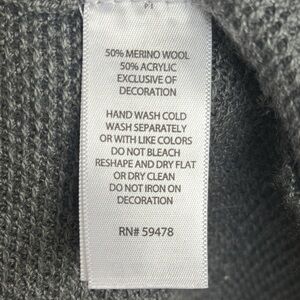 50% MERINO WOOL
50% ACRYLIC
EXCLUSIVE OF
DECORATION
HAND WASH COLD
WASH SEPARATELY
OR WITH LIKE COLORS
DO NOT BLEACH
RESHAPE AND DRY FLAT
OR DRY CLEAN
DO NOT IRON ON
DECORATION
RN# 59478